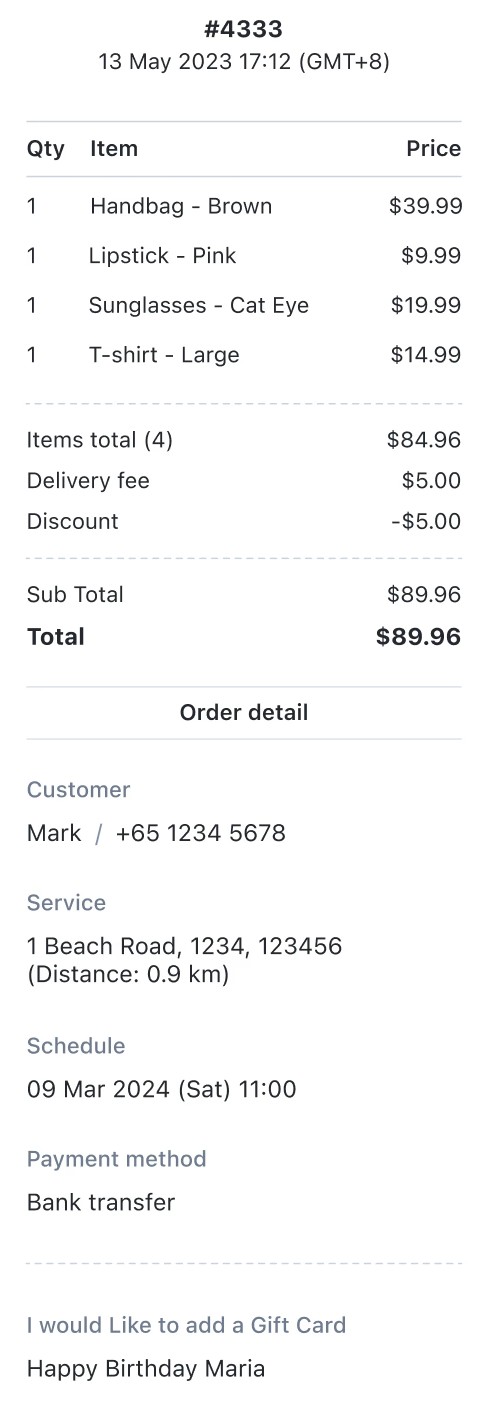 #4333
13 May 2023 17:12 (GMT+8)
Qty Item Price
1 Handbag - Brown $39.99
1 Lipstick - Pink $9.99
1 Sunglasses - Cat Eye $19.99
1 T-shirt - Large $14.99
Items total (4) $84.96
Delivery fee $5.00
Discount -$5.00
Sub Total $89.96
Total $89.96
Order detail
Customer
Mark / +65 1234 5678
Service
1 Beach Road, 1234, 123456
(Distance: 0.9 km)
Schedule
09 Mar 2024 (Sat) 11:00
Payment method
Bank transfer
I would Like to add a Gift Card
Happy Birthday Maria